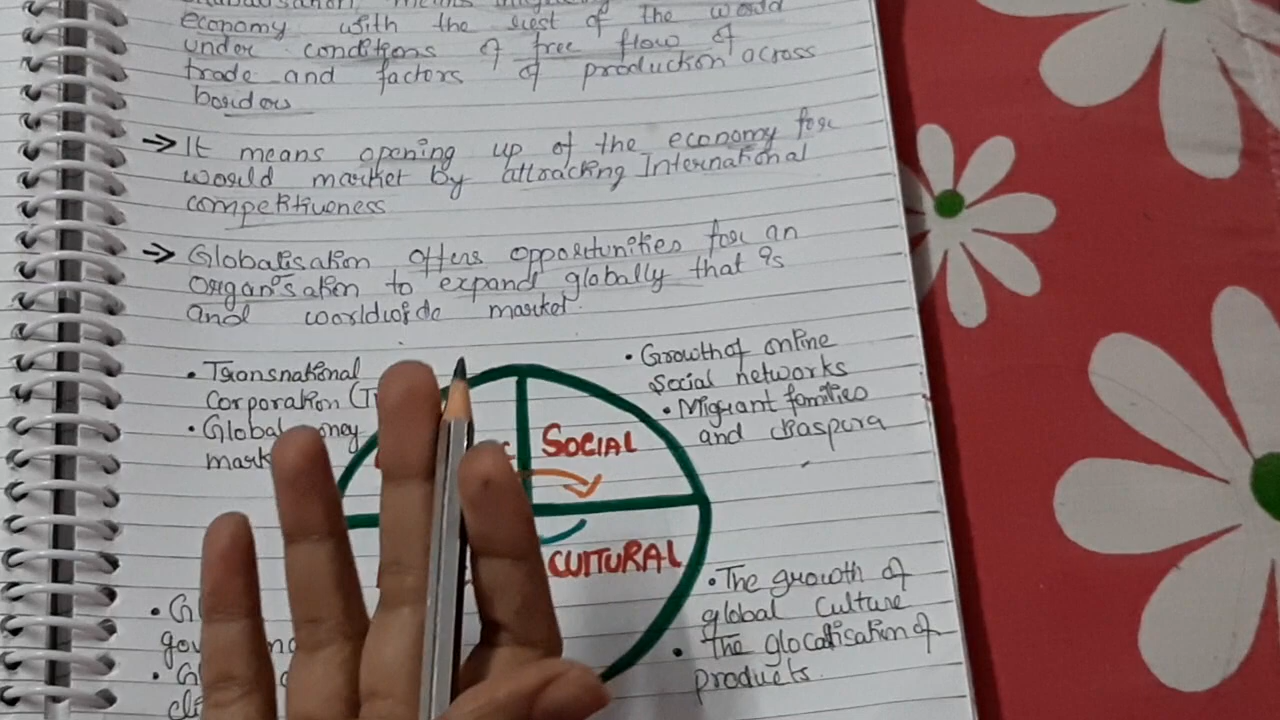 economy with the rest of the world
under conditions of free flow of
trade and factors of production across
borders
→ It means opening up of the economy for
world market by attracking International
competitiveness
→ Globalisation offers opportunities for an
organisation to expand globally that is
and worldwide market.
• Transnational
Corporation (T
• Global
• Growth of online
social networks
• Migrant families
and diaspora
SOCIAL
CULTURAL
• The growth of
global culture
• The glocalisation of
products.